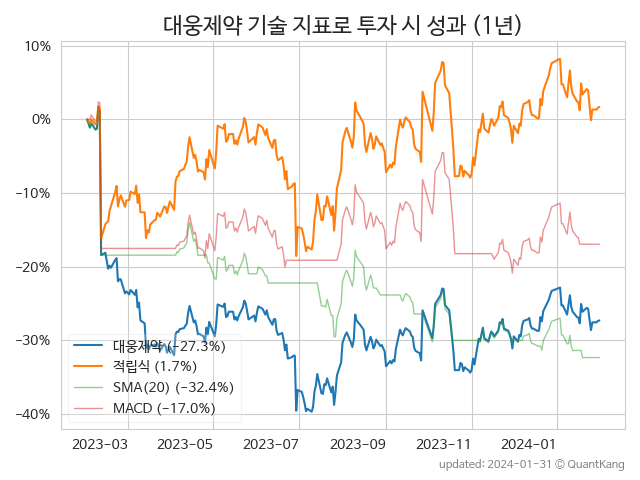 대웅제약 기술 지표로 투자 시 성과 (1년)
10%
0%
−10%
−20%
−30%
−40%
대웅제약 (−27.3%)
적립식 (1.7%)
SMA(20) (−32.4%)
MACD (−17.0%)
2023-03 2023-05 2023-07 2023-09 2023-11 2024-01
updated: 2024-01-31 © QuantKang